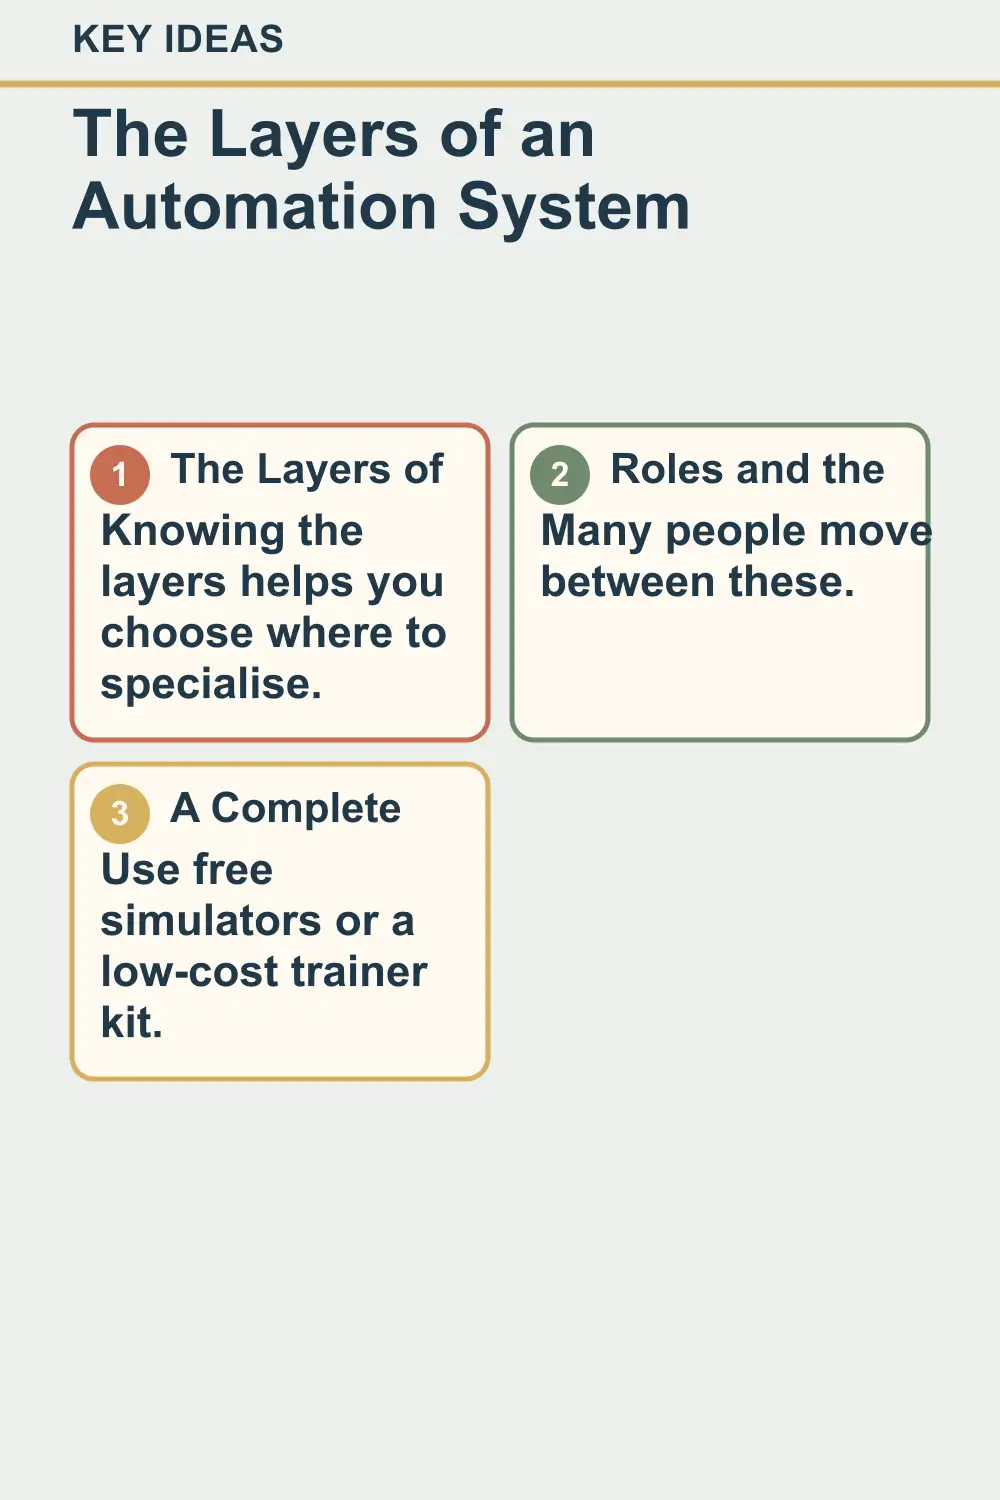 KEY IDEAS
The Layers of an
Automation System
1 The Layers of
Knowing the
layers helps you
choose where to
specialise.
2 Roles and the
Many people move
between these.
3 A Complete
Use free
simulators or a
low-cost trainer
kit.